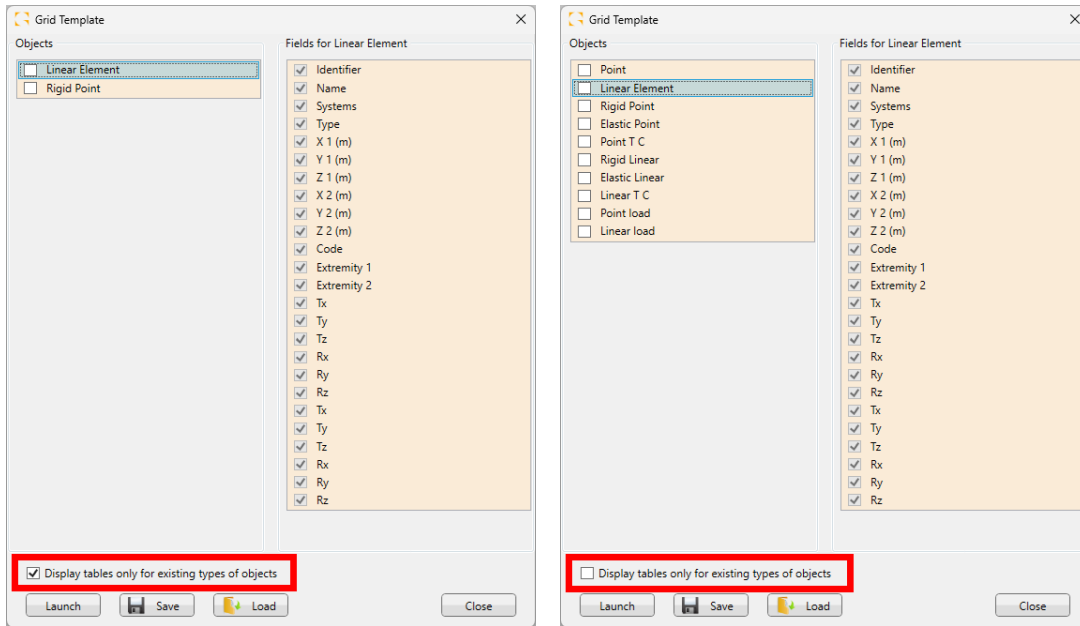 Grid Template
Objects
Linear Element
Rigid Point
Fields for Linear Element
Identifier
Name
Systems
Type
X 1 (m)
Y 1 (m)
Z 1 (m)
X 2 (m)
Y 2 (m)
Z 2 (m)
Code
Extremity 1
Extremity 2
Tx
Ty
Tz
Rx
Ry
Rz
Tx
Ty
Tz
Rx
Ry
Rz
Display tables only for existing types of objects
Launch Save Load Close
Grid Template
Objects
Point
Linear Element
Rigid Point
Elastic Point
Point T C
Rigid Linear
Elastic Linear
Linear T C
Point load
Linear load
Fields for Linear Element
Identifier
Name
Systems
Type
X 1 (m)
Y 1 (m)
Z 1 (m)
X 2 (m)
Y 2 (m)
Z 2 (m)
Code
Extremity 1
Extremity 2
Tx
Ty
Tz
Rx
Ry
Rz
Tx
Ty
Tz
Rx
Ry
Rz
Display tables only for existing types of objects
Launch Save Load Close